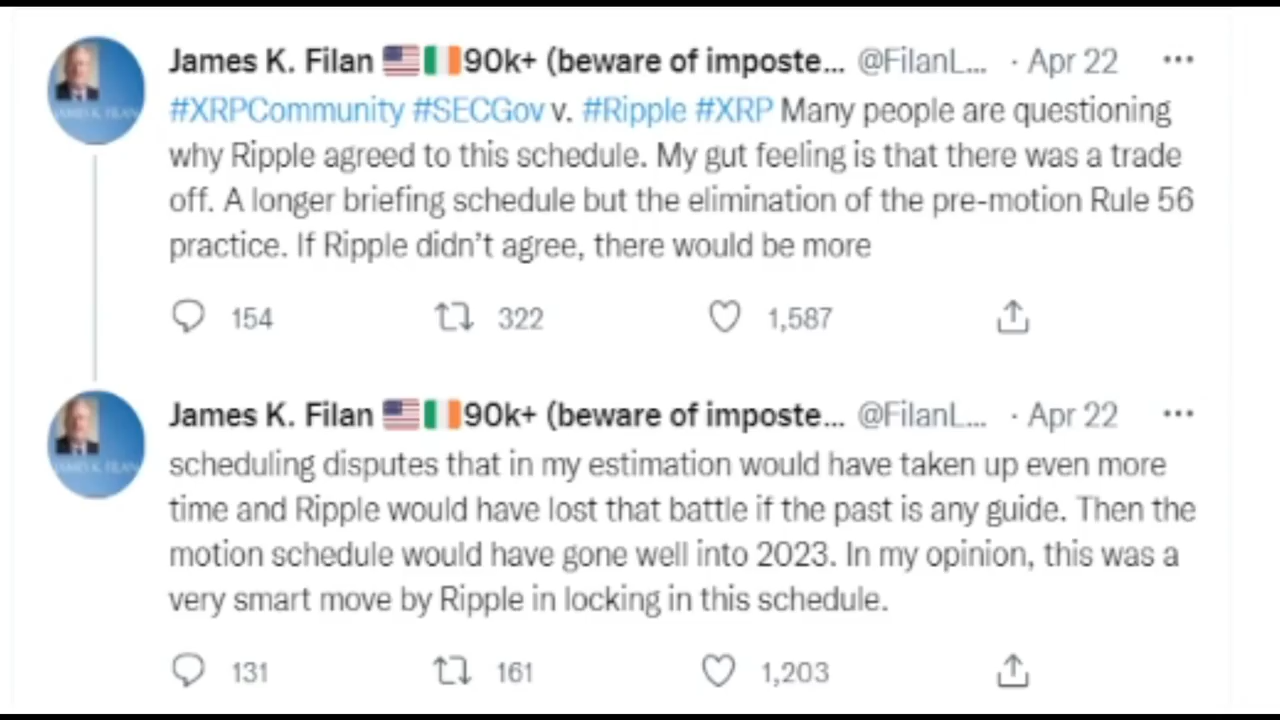 James K. Filan 🇺🇸🇮🇪90k+ (beware of imposte... @FilanL... · Apr 22 ...
#XRPCommunity #SECGov v. #Ripple #XRP Many people are questioning
why Ripple agreed to this schedule. My gut feeling is that there was a trade
off. A longer briefing schedule but the elimination of the pre-motion Rule 56
practice. If Ripple didn't agree, there would be more
154 322 1,587
James K. Filan 🇺🇸🇮🇪90k+ (beware of imposte... @FilanL... · Apr 22 ...
scheduling disputes that in my estimation would have taken up even more
time and Ripple would have lost that battle if the past is any guide. Then the
motion schedule would have gone well into 2023. In my opinion, this was a
very smart move by Ripple in locking in this schedule.
131 161 1,203